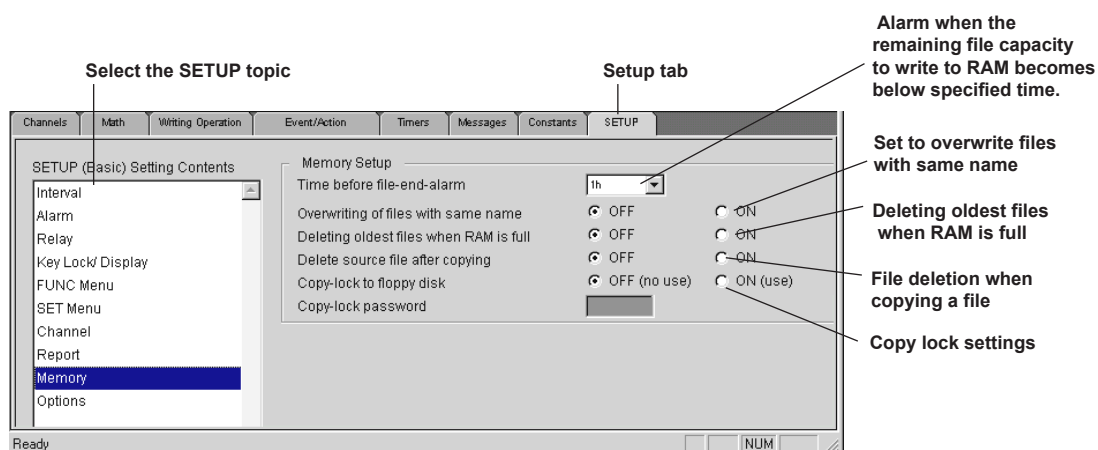 Alarm when the
remaining file capacity
to write to RAM becomes
below specified time.
Select the SETUP topic
Setup tab
Channels Math Writing Operation Event/Action Timers Messages Constants SETUP
SETUP (Basic) Setting Contents
Interval
Alarm
Relay
Key Lock/ Display
FUNC Menu
SET Menu
Channel
Report
Memory
Options
Memory Setup
Time before file-end-alarm 1h
Overwriting of files with same name OFF ON
Deleting oldest files when RAM is full OFF ON
Delete source file after copying OFF ON
Copy-lock to floppy disk OFF (no use) ON (use)
Copy-lock password
Set to overwrite files
with same name
Deleting oldest files
when RAM is full
File deletion when
copying a file
Copy lock settings
Ready NUM